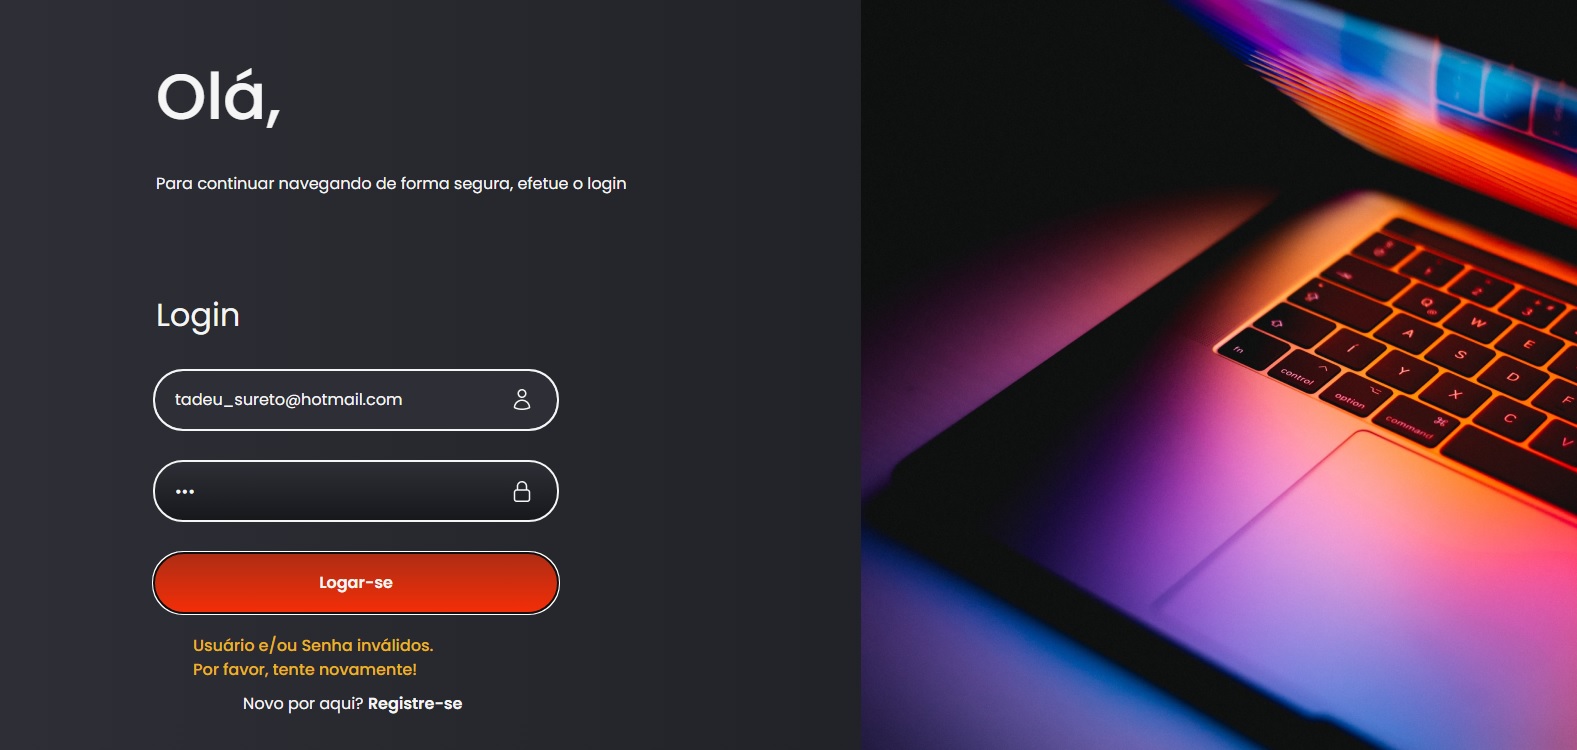 Olá,
Para continuar navegando de forma segura, efetue o login
Login
tadeu_sureto@hotmail.com
•••
Logar-se
Usuário e/ou Senha inválidos.
Por favor, tente novamente!
Novo por aqui? Registre-se
Q W E
A S D F
Í Y X C V
fn control option command